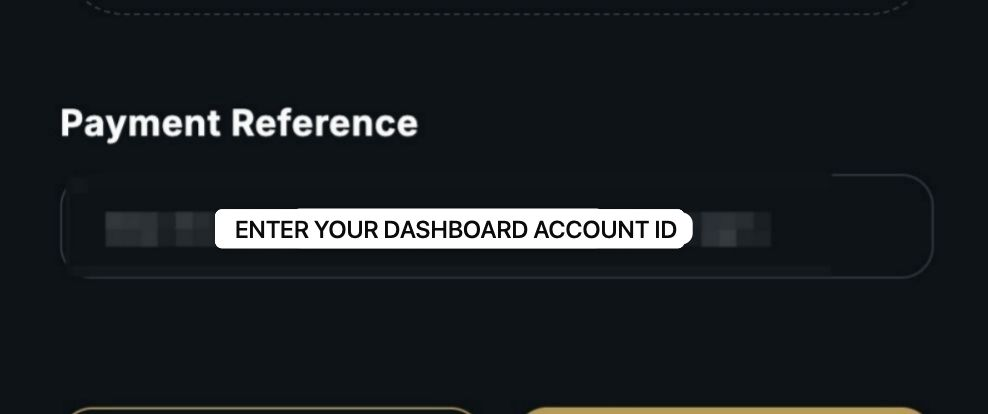 Payment Reference
ENTER YOUR DASHBOARD ACCOUNT ID